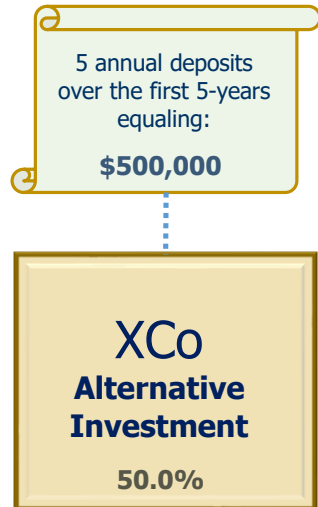 5 annual deposits
over the first 5-years
equaling:
$500,000
XCo
Alternative
Investment
50.0%